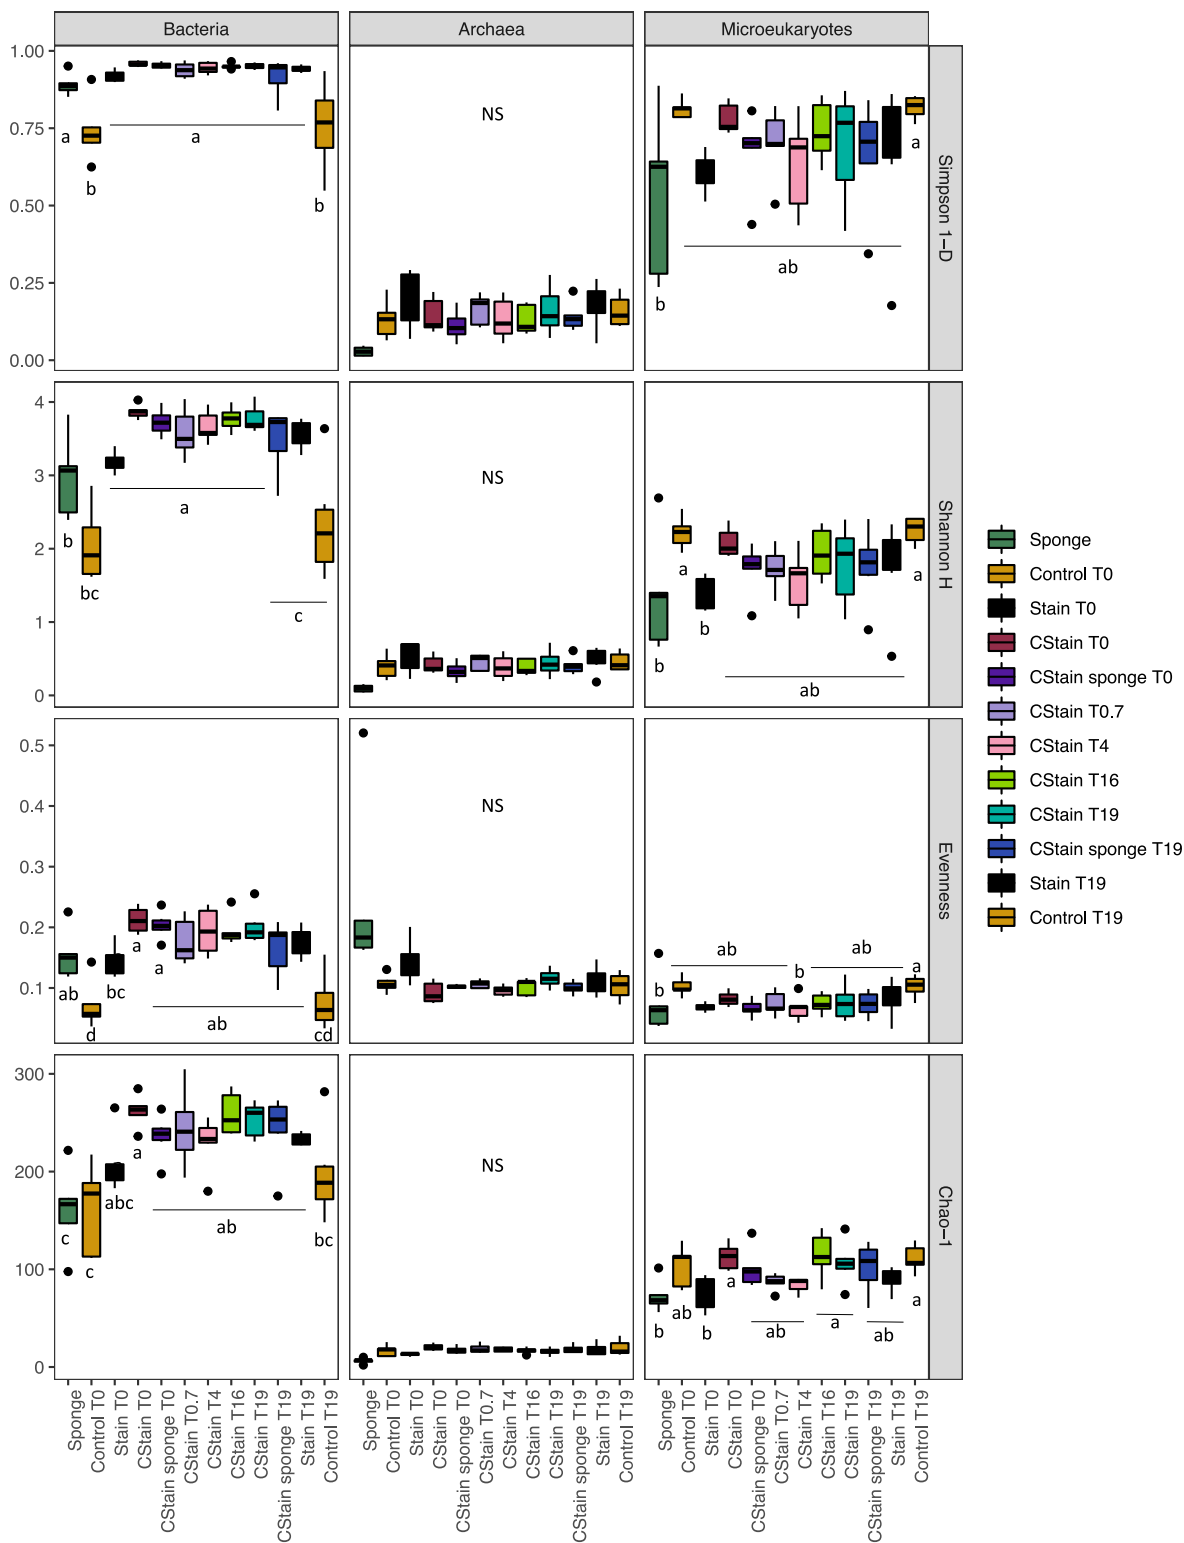 Bacteria
Archaea
Microeukaryotes
1.00
0.75
0.50
0.25
0.00
a
b
a
b
NS
b
ab
a
Simpson 1−D
4
3
2
1
0
b
bc
a
c
NS
b
a
b
ab
a
Shannon H
0.5
0.4
0.3
0.2
0.1
ab
d
bc
a
a
ab
cd
NS
b
ab
b
ab
a
Evenness
300
200
100
0
c
c
abc
a
ab
bc
NS
b
ab
b
a
ab
a
ab
a
Chao−1
Sponge
Control T0
Stain T0
CStain T0
CStain sponge T0
CStain T0.7
CStain T4
CStain T16
CStain T19
CStain sponge T19
Stain T19
Control T19
Sponge
Control T0
Stain T0
CStain T0
CStain sponge T0
CStain T0.7
CStain T4
CStain T16
CStain T19
CStain sponge T19
Stain T19
Control T19
Sponge
Control T0
Stain T0
CStain T0
CStain sponge T0
CStain T0.7
CStain T4
CStain T16
CStain T19
CStain sponge T19
Stain T19
Control T19
Sponge
Control T0
Stain T0
CStain T0
CStain sponge T0
CStain T0.7
CStain T4
CStain T16
CStain T19
CStain sponge T19
Stain T19
Control T19